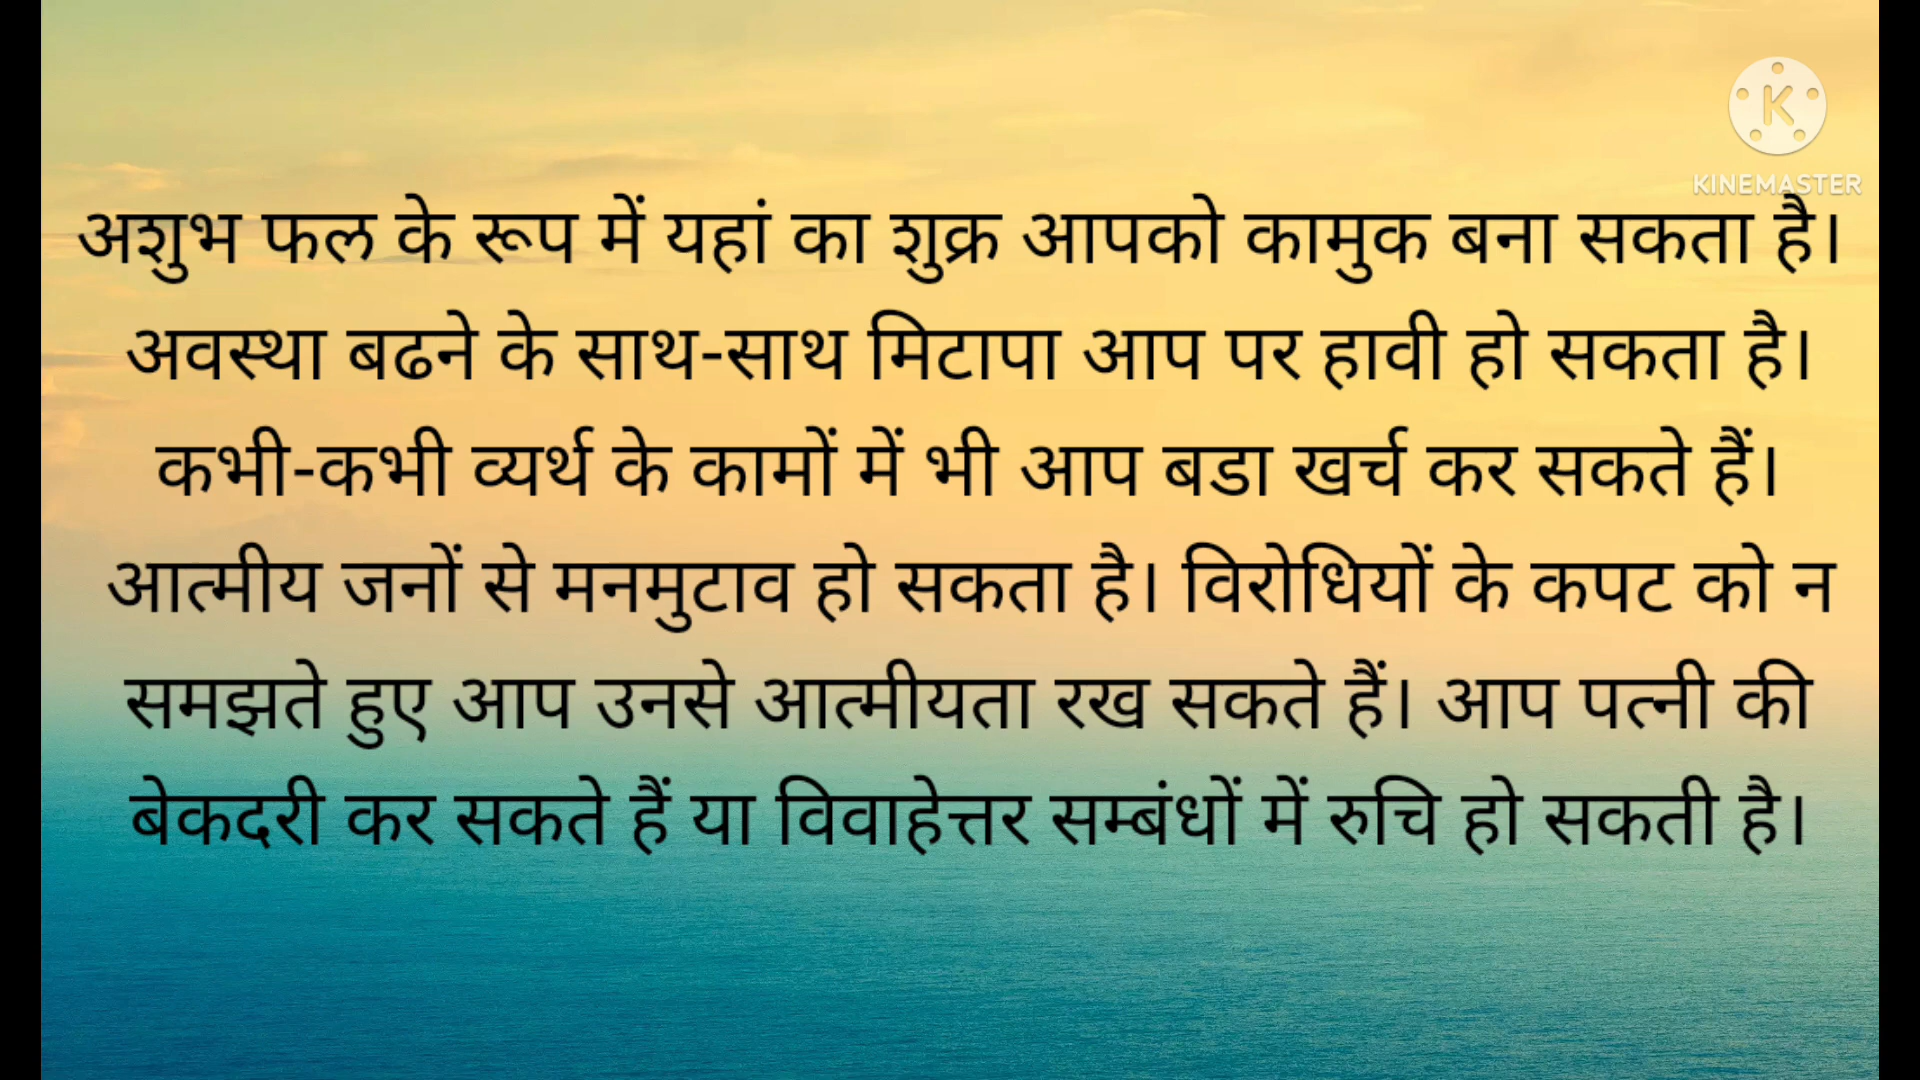 KINEMASTER
अशुभ फल के रूप में यहां का शुक्र आपको कामुक बना सकता है।
अवस्था बढने के साथ-साथ मिटापा आप पर हावी हो सकता है।
कभी-कभी व्यर्थ के कामों में भी आप बडा खर्च कर सकते हैं।
आत्मीय जनों से मनमुटाव हो सकता है। विरोधियों के कपट को न
समझते हुए आप उनसे आत्मीयता रख सकते हैं। आप पत्नी की
बेकदरी कर सकते हैं या विवाहेत्तर सम्बंधों में रुचि हो सकती है।